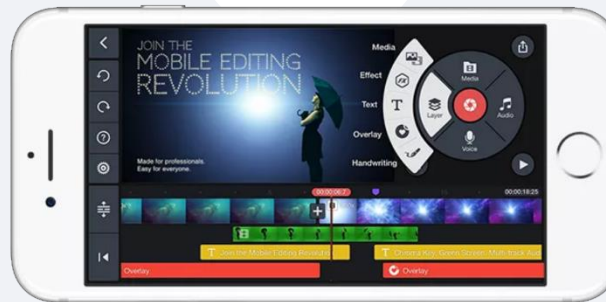 JOIN THE
MOBILE EDITING
REVOLUTION
Made for professionals.
Easy for everyone.
Media
Effect
Text
Overlay
Handwriting
Media
Layer
Audio
Voice
00:00:06.7
00:00:18:25
T Join the Mobile Editing Revolution
T Chroma Key, Green Screen, Multi-track Aud
Overlay
Overlay